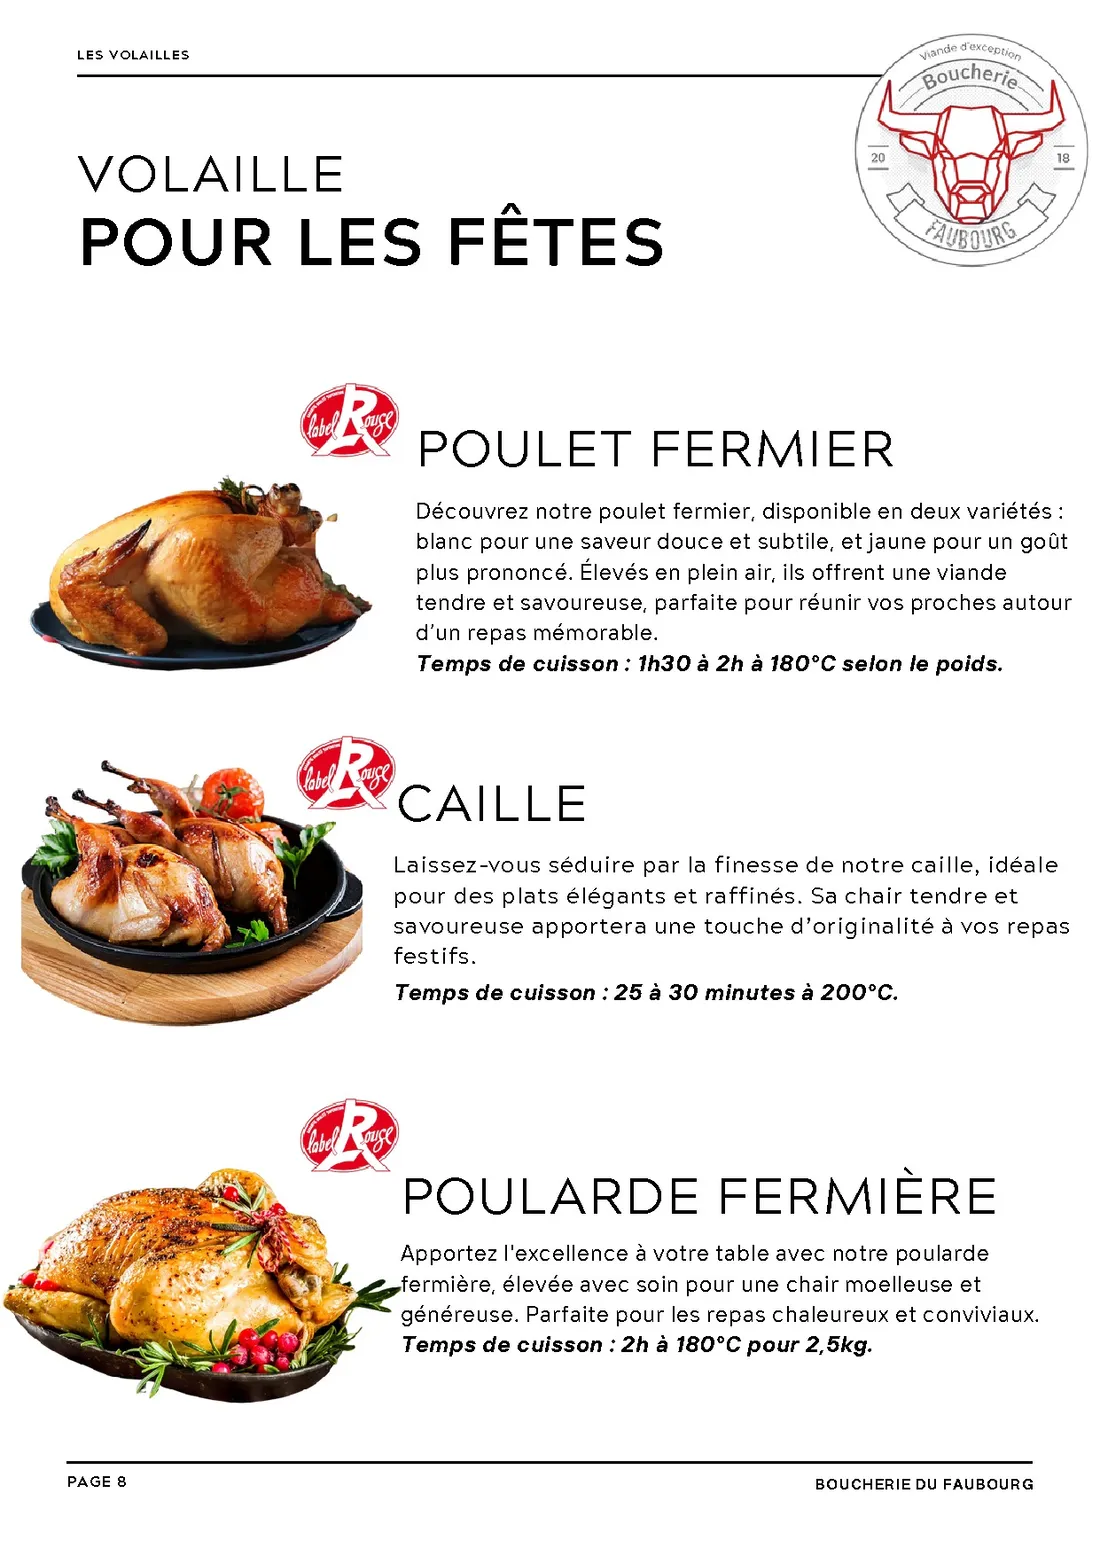 LES VOLAILLES
Viande d'exception
Boucherie
20
18
FAUBOURG
VOLAILLE
POUR LES FÊTES
label Rouge
POULET FERMIER
Découvrez notre poulet fermier, disponible en deux variétés :
blanc pour une saveur douce et subtile, et jaune pour un goût
plus prononcé. Élevés en plein air, ils offrent une viande
tendre et savoureuse, parfaite pour réunir vos proches autour
d’un repas mémorable.
Temps de cuisson : 1h30 à 2h à 180°C selon le poids.
label Rouge
CAILLE
Laissez-vous séduire par la finesse de notre caille, idéale
pour des plats élégants et raffinés. Sa chair tendre et
savoureuse apportera une touche d’originalité à vos repas
festifs.
Temps de cuisson : 25 à 30 minutes à 200°C.
label Rouge
POULARDE FERMIÈRE
Apportez l'excellence à votre table avec notre poularde
fermière, élevée avec soin pour une chair moelleuse et
généreuse. Parfaite pour les repas chaleureux et conviviaux.
Temps de cuisson : 2h à 180°C pour 2,5kg.
PAGE 8
BOUCHERIE DU FAUBOURG